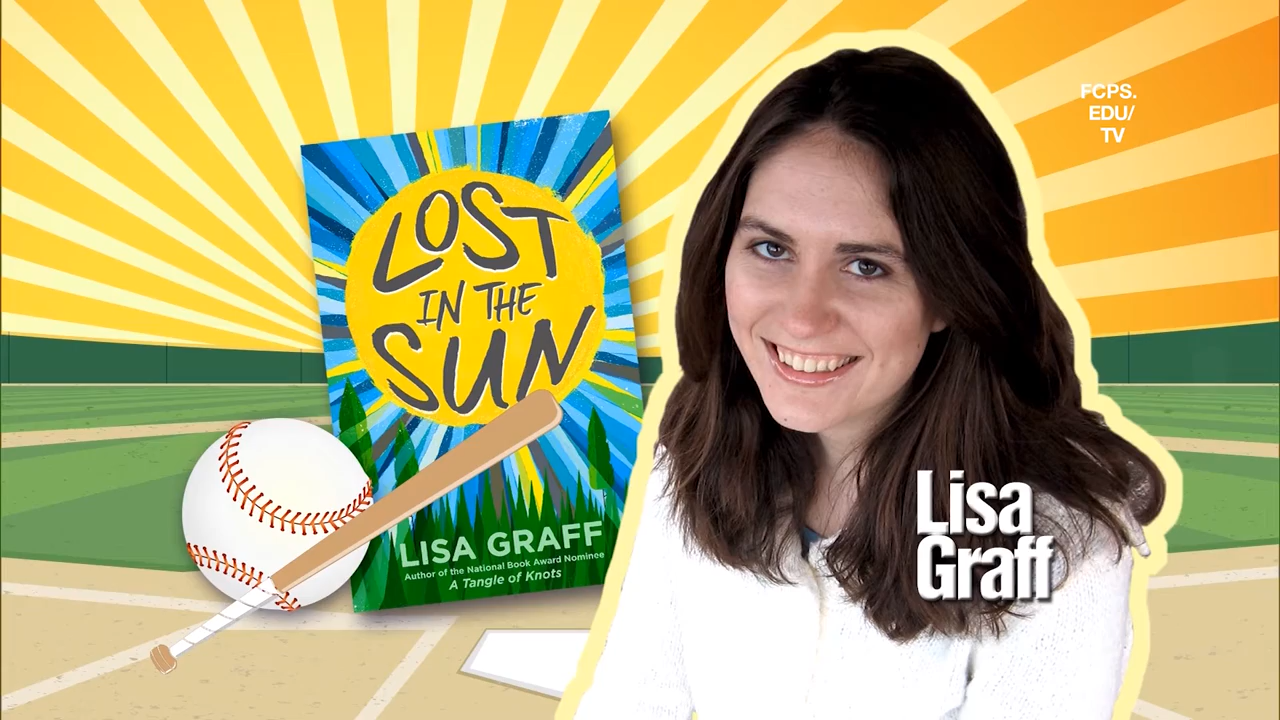 FCPS.
EDU/
TV
LOST
IN THE
SUN
LISA GRAFF
Author of the National Book Award Nominee
A Tangle of Knots
Lisa
Graff